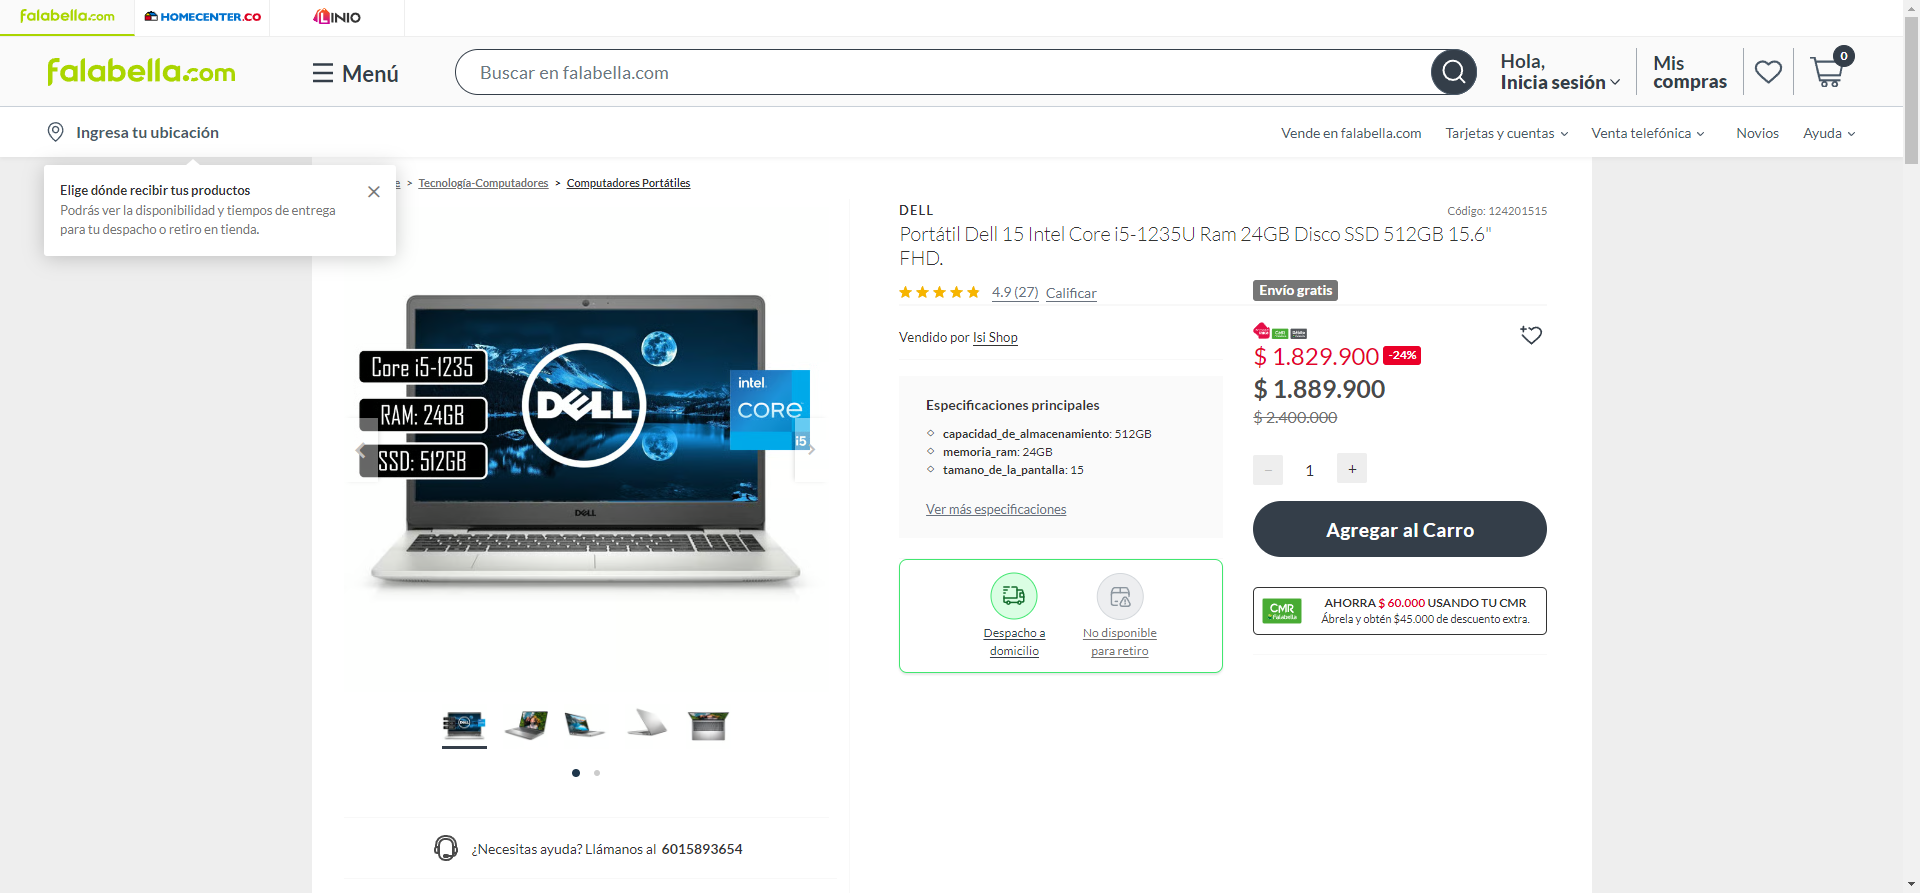 falabella.com
HOMECENTER.CO
LINIO
falabella.com
Menú
Buscar en falabella.com
Hola,
Inicia sesión
Mis
compras
0
Ingresa tu ubicación
Vende en falabella.com
Tarjetas y cuentas
Venta telefónica
Novios
Ayuda
Elige dónde recibir tus productos
Podrás ver la disponibilidad y tiempos de entrega
para tu despacho o retiro en tienda.
e > Tecnología-Computadores > Computadores Portátiles
Core i5-1235
RAM: 24GB
SSD: 512GB
DELL
intel.
CORE
i5
DELL
¿Necesitas ayuda? Llámanos al 6015893654
DELL
Código: 124201515
Portátil Dell 15 Intel Core i5-1235U Ram 24GB Disco SSD 512GB 15.6"
FHD.
4.9 (27) Calificar
Envío gratis
Vendido por Isi Shop
Especificaciones principales
capacidad_de_almacenamiento: 512GB
memoria_ram: 24GB
tamano_de_la_pantalla: 15
Ver más especificaciones
Despacho a
domicilio
No disponible
para retiro
CMR
$ 1.829.900 -24%
$ 1.889.900
$ 2.400.000
− 1 +
Agregar al Carro
CMR
Falabella
AHORRA $ 60.000 USANDO TU CMR
Ábrela y obtén $45.000 de descuento extra.